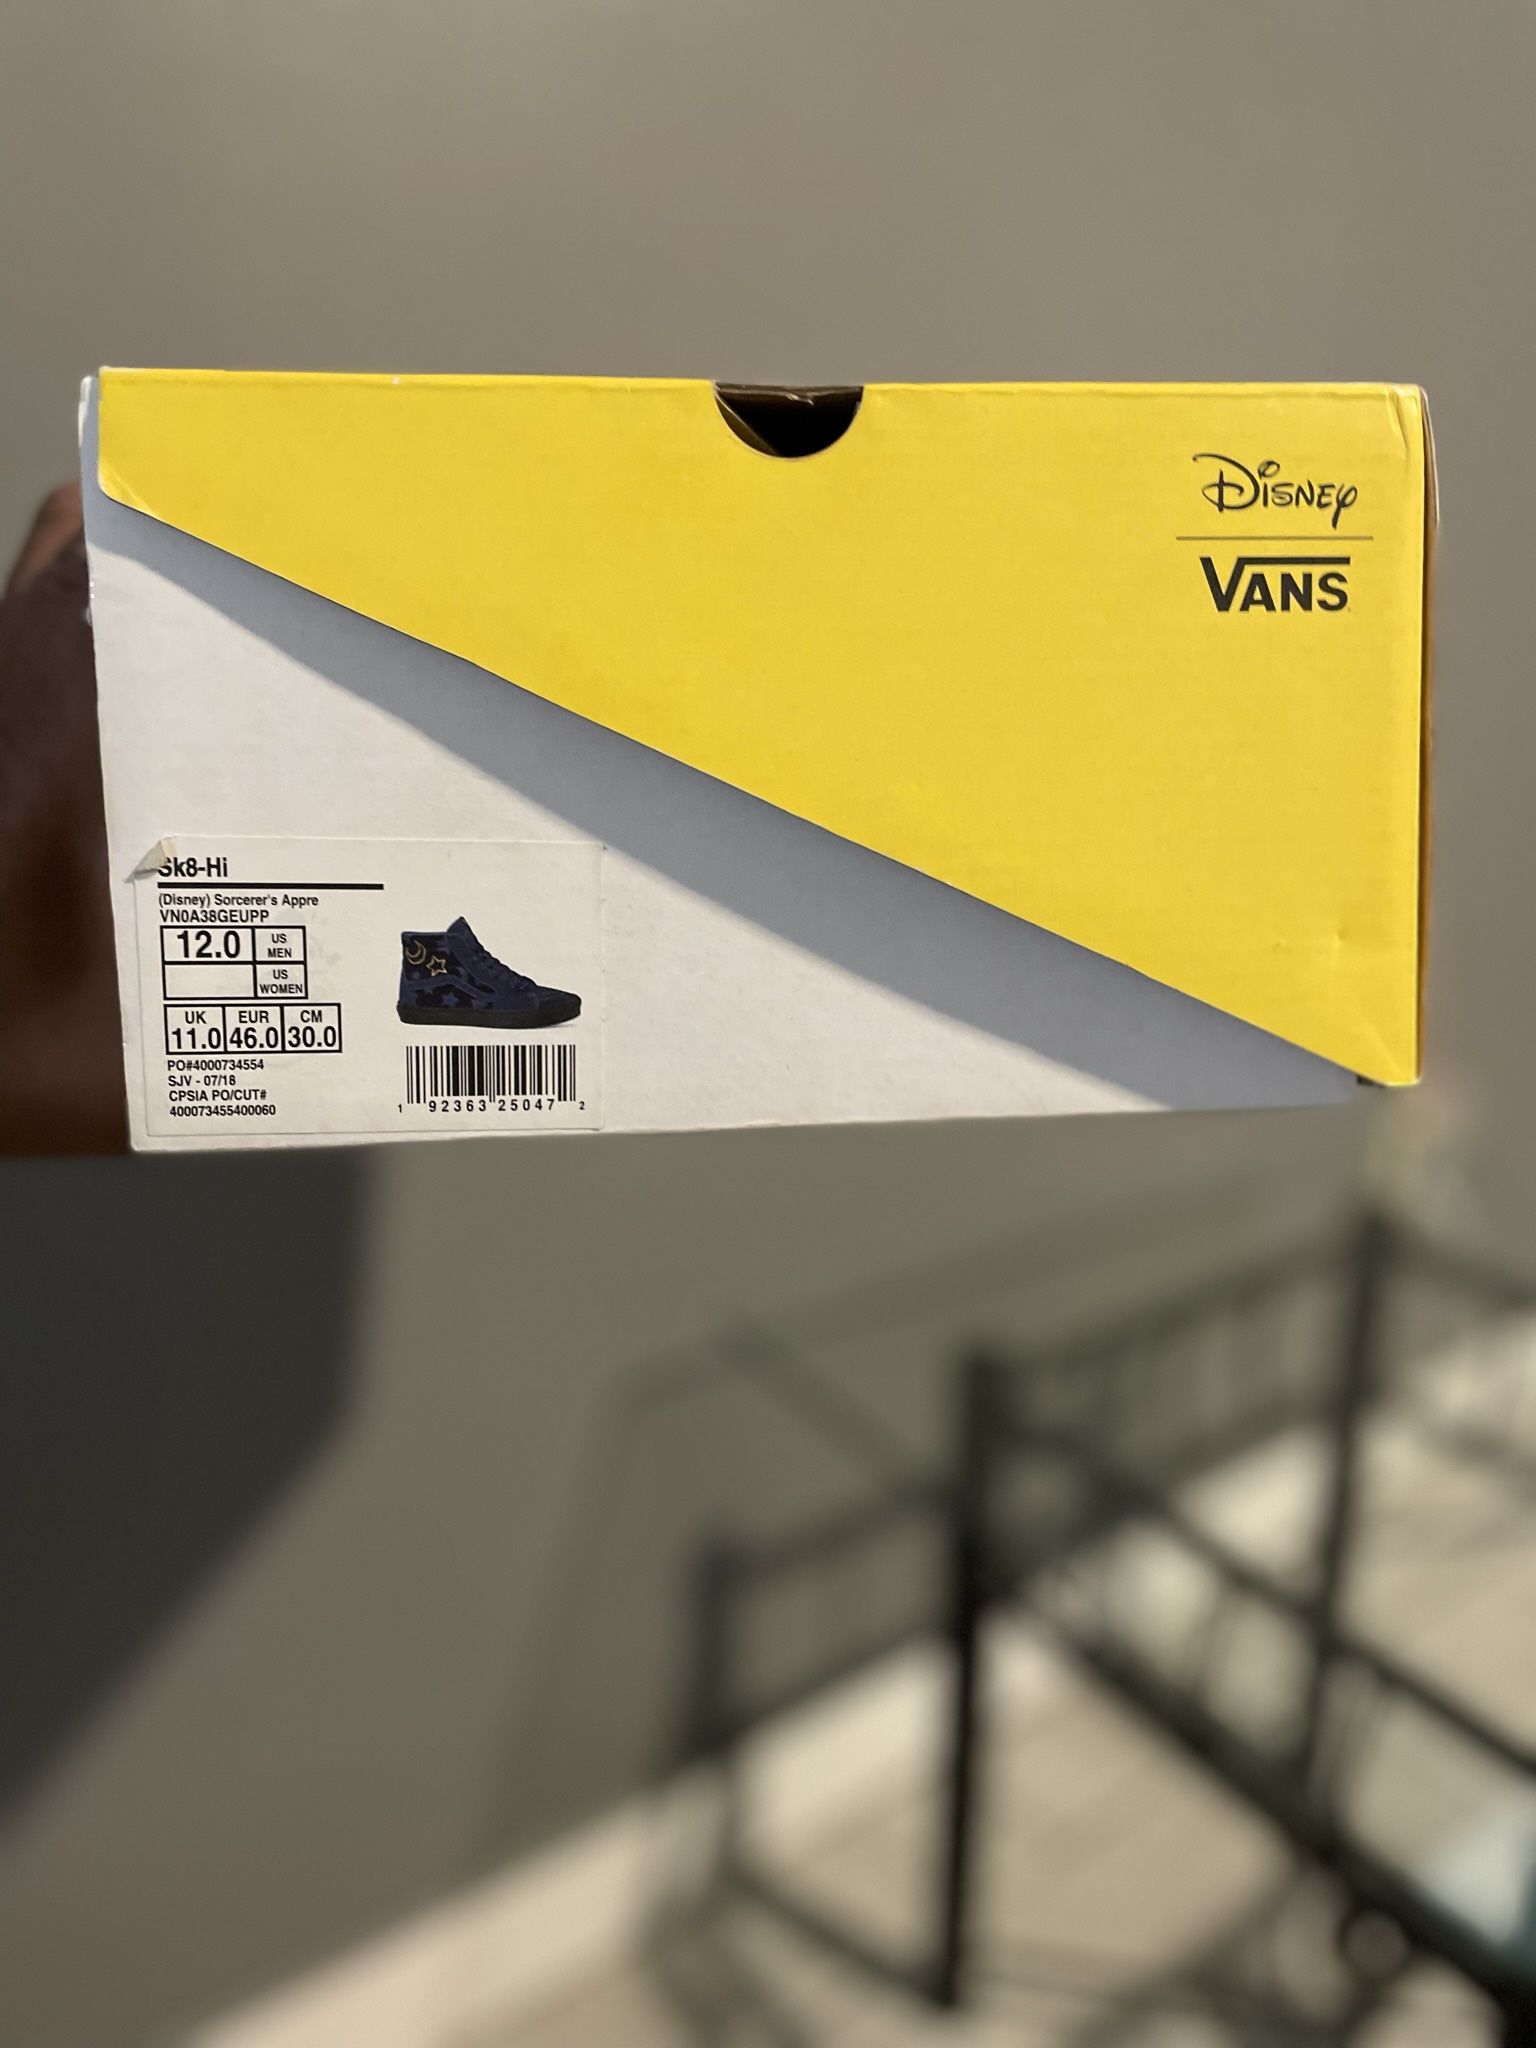 Disney
VANS
Sk8-Hi
(Disney) Sorcerer's Appre
VN0A38GEUPP
12.0 US MEN
US WOMEN
UK EUR CM
11.0 46.0 30.0
PO#4000734554
SJV - 07/18
CPSIA PO/CUT#
400073455400060
1 92363 25047 2